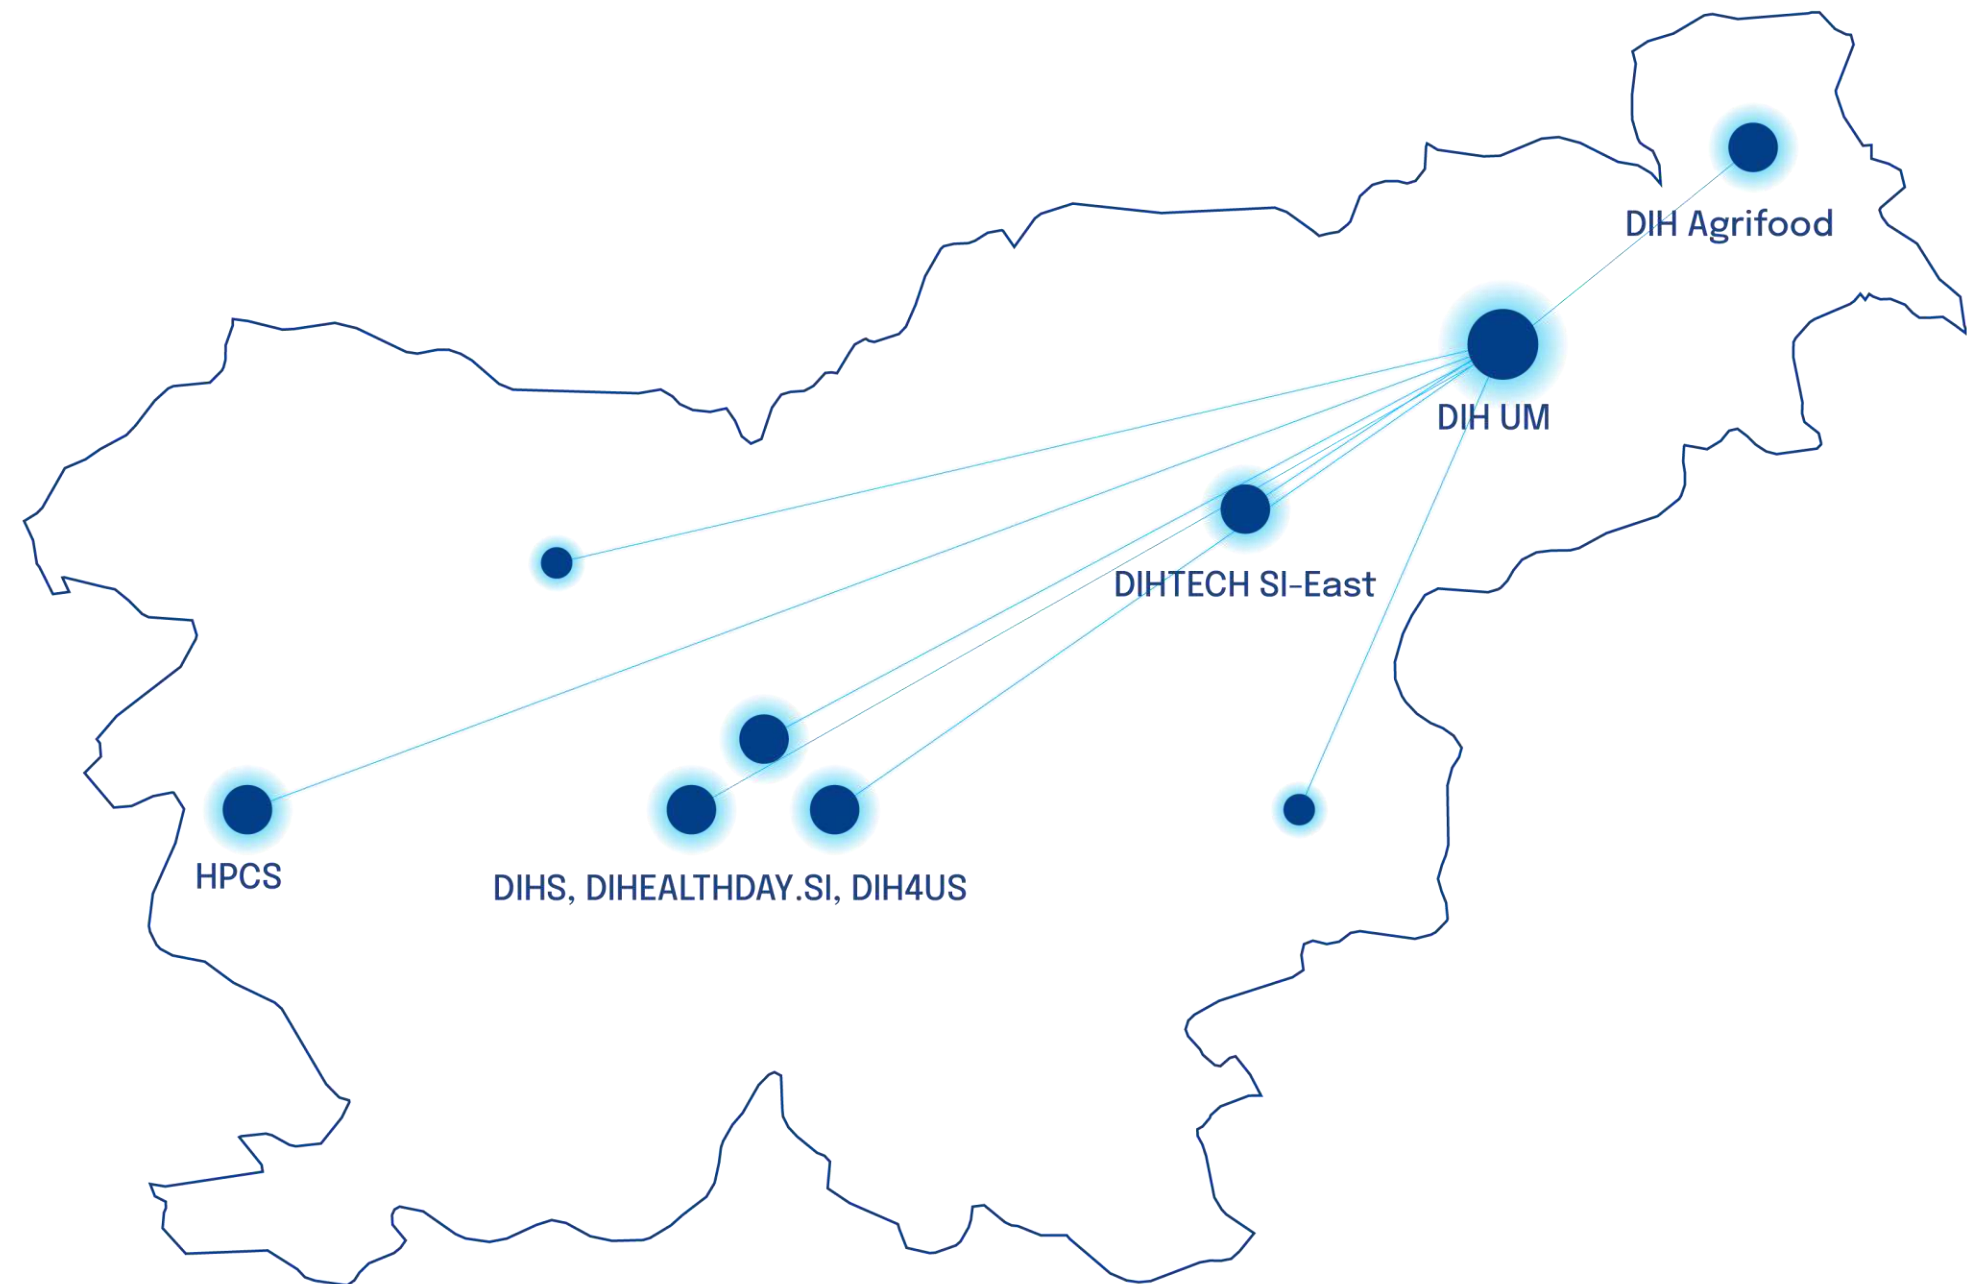 DIH Agrifood
DIH UM
DIHTECH SI-East
HPCS
DIHS, DIHEALTHDAY.SI, DIH4US